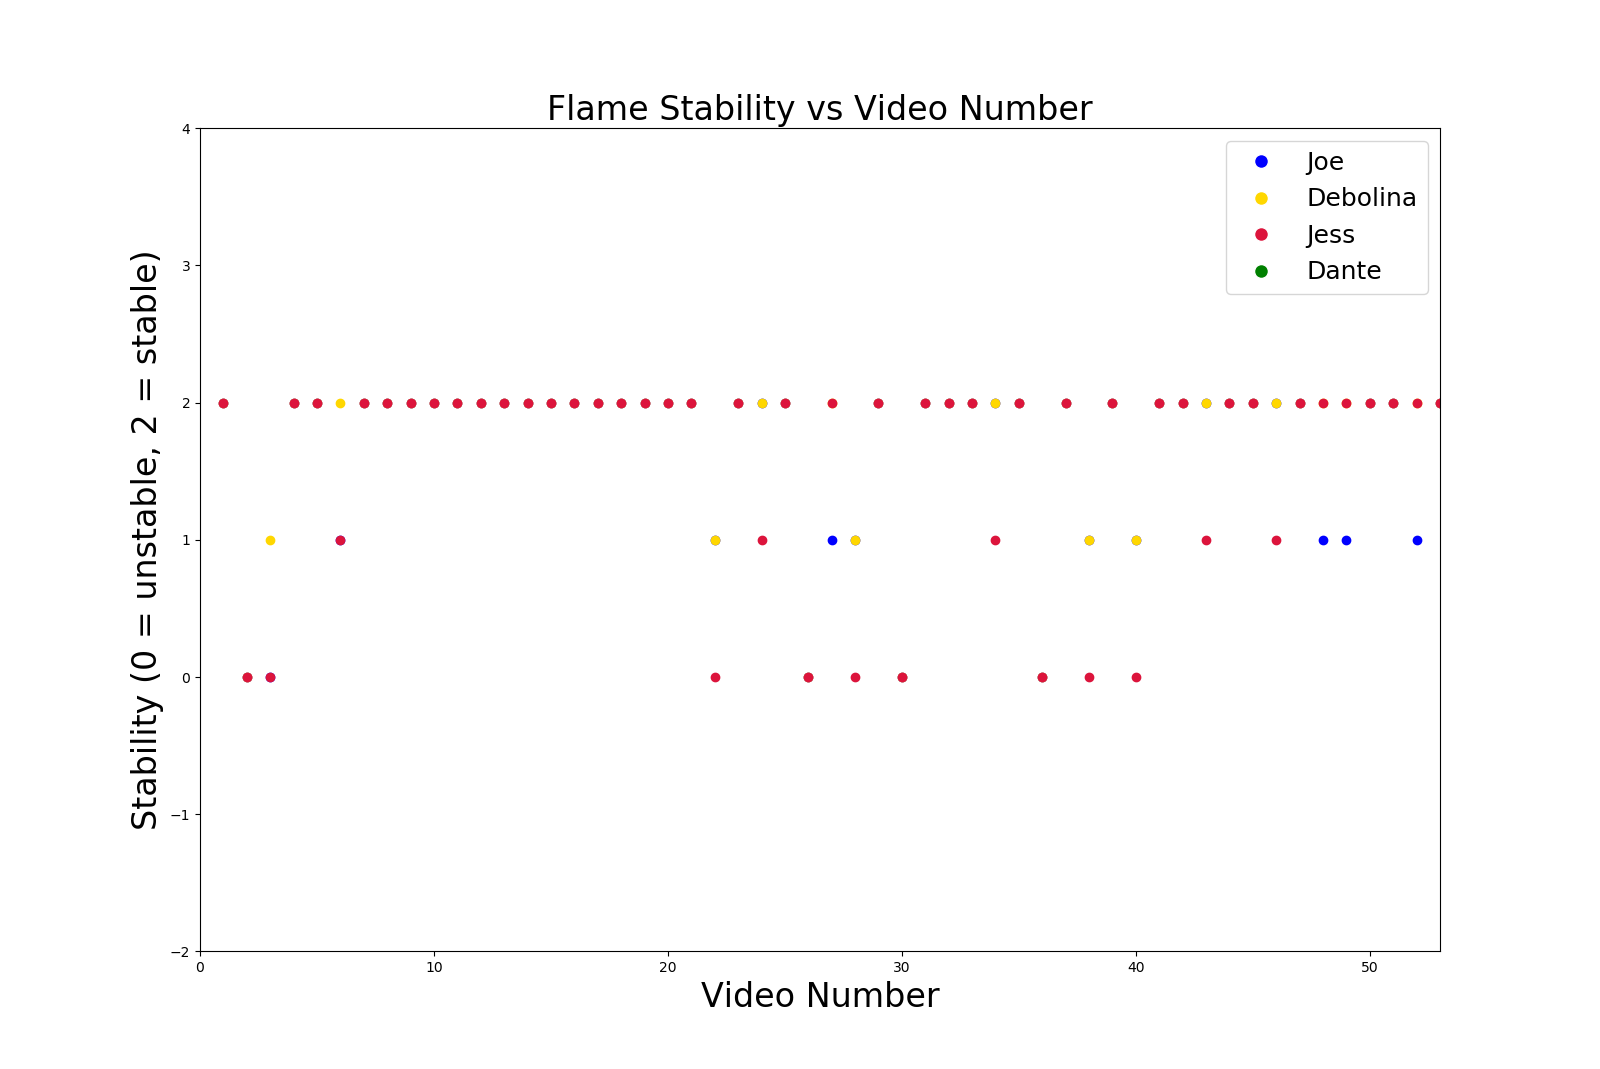 Flame Stability vs Video Number
4
3
2
1
0
−1
−2
Stability (0 = unstable, 2 = stable)
Joe
Debolina
Jess
Dante
0 10 20 30 40 50
Video Number